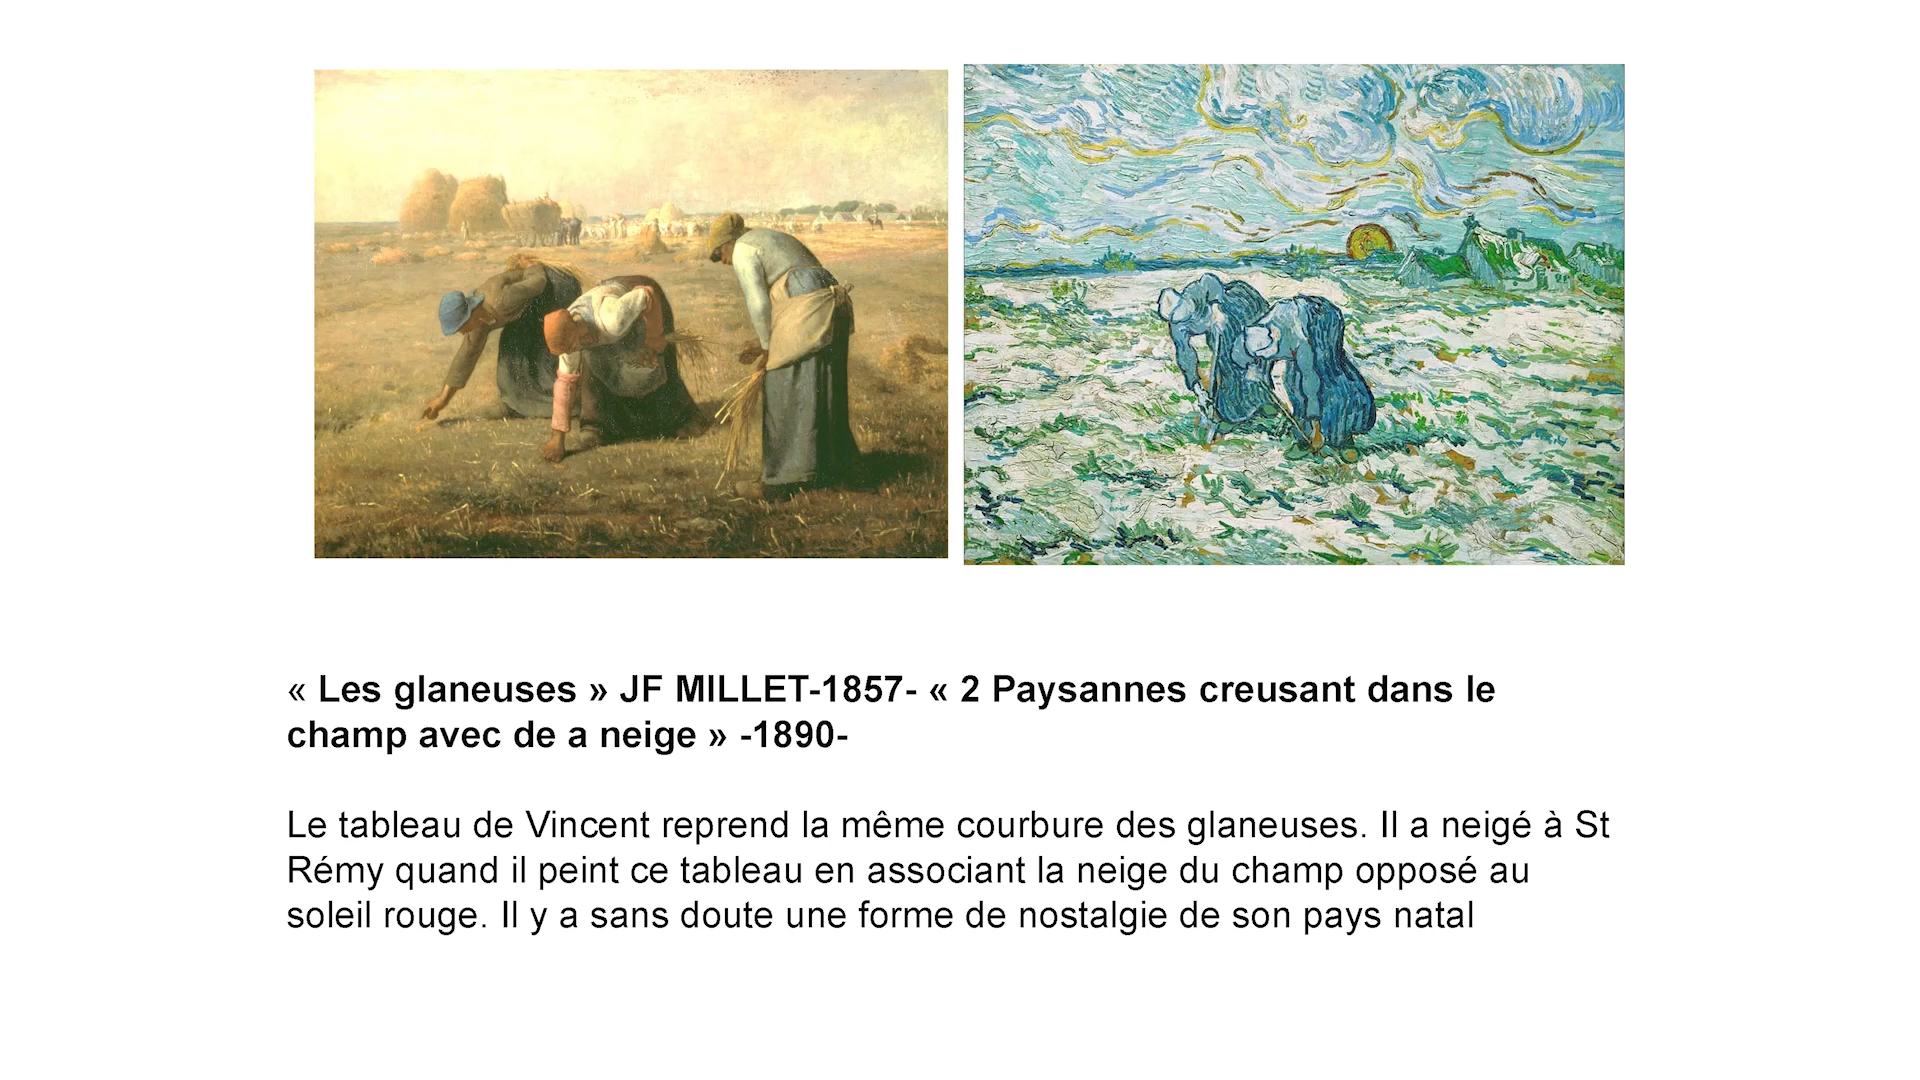 « Les glaneuses » JF MILLET-1857- « 2 Paysannes creusant dans le
champ avec de a neige » -1890-
Le tableau de Vincent reprend la même courbure des glaneuses. Il a neigé à St
Rémy quand il peint ce tableau en associant la neige du champ opposé au
soleil rouge. Il y a sans doute une forme de nostalgie de son pays natal